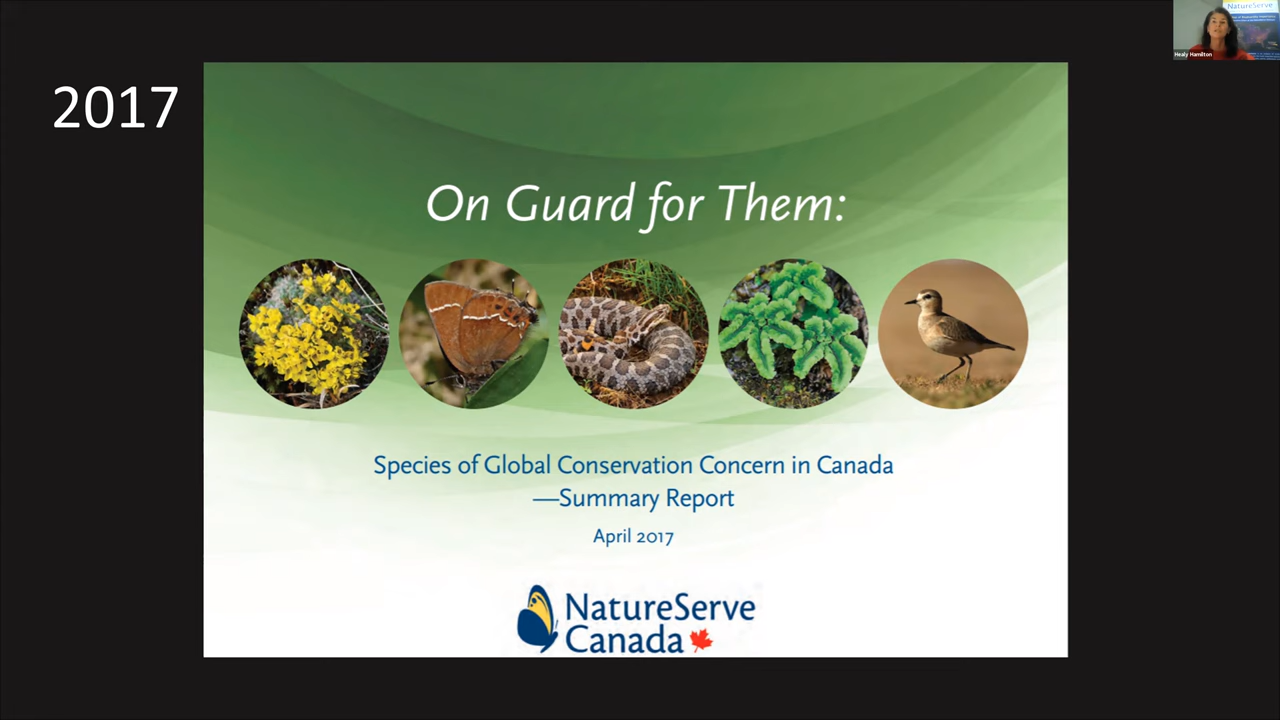 NatureServe
Healy Hamilton
2017
On Guard for Them:
Species of Global Conservation Concern in Canada
—Summary Report
April 2017
NatureServe
Canada